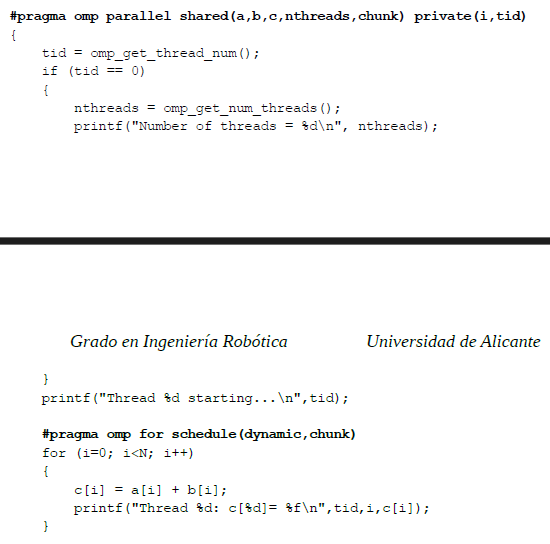 #pragma omp parallel shared(a,b,c,nthreads,chunk) private(i,tid)
{
tid = omp_get_thread_num();
if (tid == 0)
{
nthreads = omp_get_num_threads();
printf("Number of threads = %d\n", nthreads);
Grado en Ingeniería Robótica Universidad de Alicante
}
printf("Thread %d starting...\n",tid);
#pragma omp for schedule(dynamic,chunk)
for (i=0; i<N; i++)
{
c[i] = a[i] + b[i];
printf("Thread %d: c[%d]= %f\n",tid,i,c[i]);
}